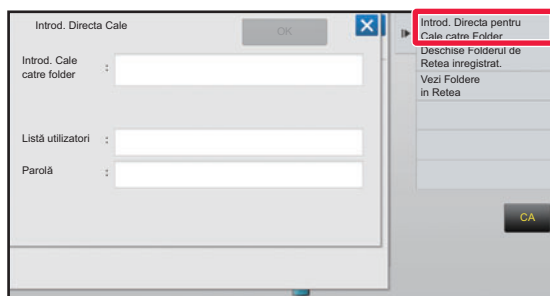 Introd. Directa Cale
OK
Introd. Cale
catre folder :
Listă utilizatori :
Parolă :
Introd. Directa pentru
Cale catre Folder
Deschise Folderul de
Retea inregistrat.
Vezi Foldere
in Retea
CA